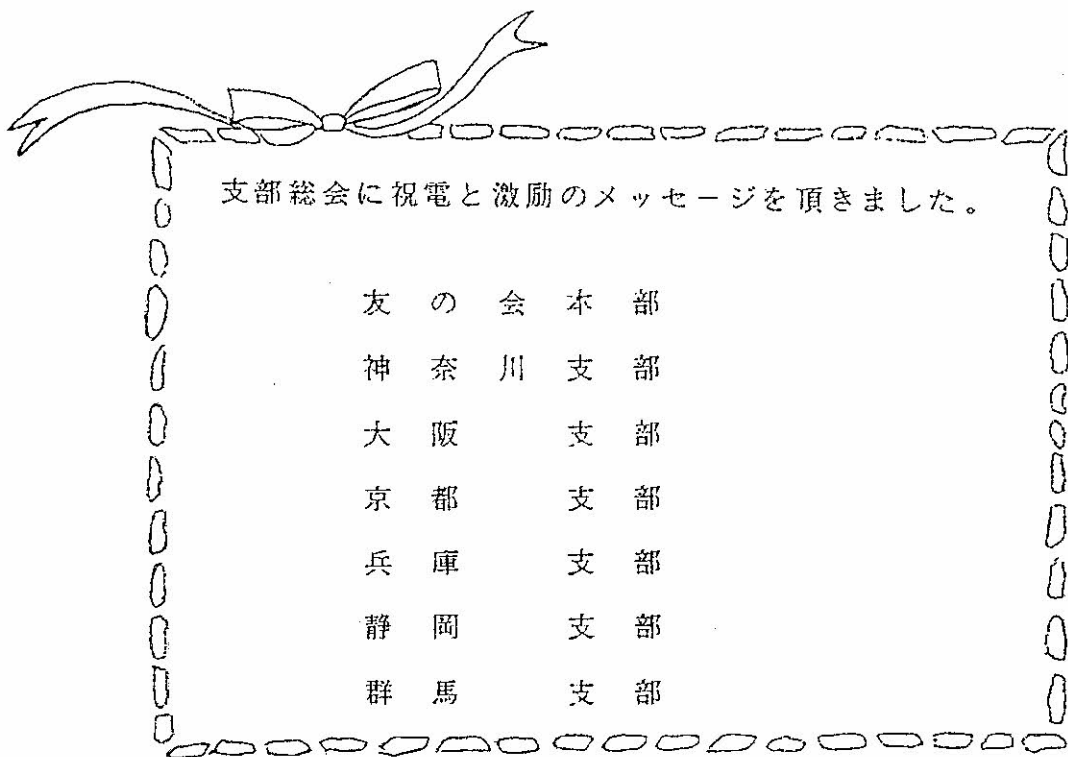 支部総会に祝電と激励のメッセージを頂きました。
友の会本部
神奈川支部
大阪支部
京都支部
兵庫支部
静岡支部
群馬支部